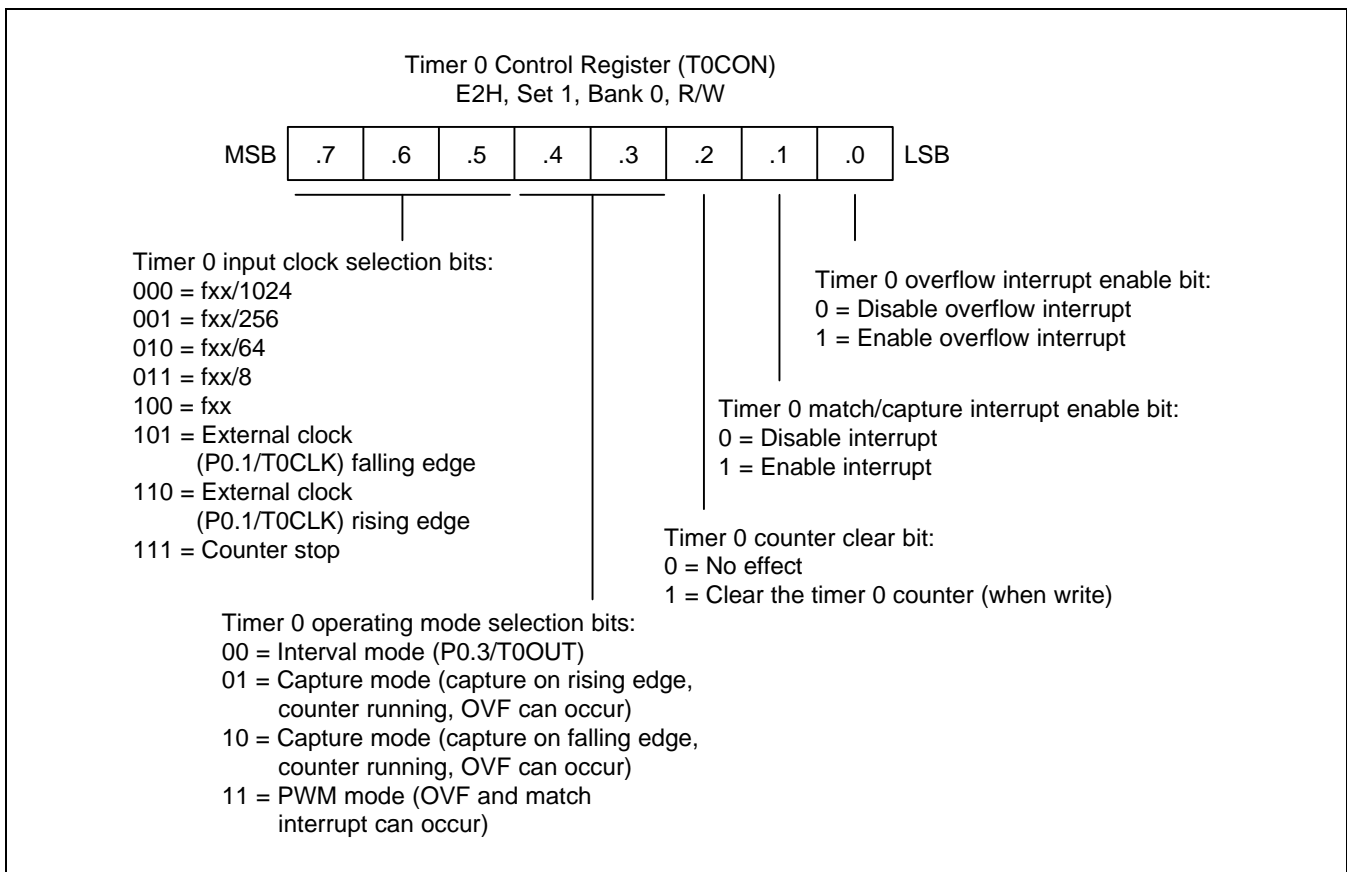 Timer 0 Control Register (T0CON)
E2H, Set 1, Bank 0, R/W
MSB .7 .6 .5 .4 .3 .2 .1 .0 LSB
Timer 0 input clock selection bits:
000 = fxx/1024
001 = fxx/256
010 = fxx/64
011 = fxx/8
100 = fxx
101 = External clock
(P0.1/T0CLK) falling edge
110 = External clock
(P0.1/T0CLK) rising edge
111 = Counter stop
Timer 0 overflow interrupt enable bit:
0 = Disable overflow interrupt
1 = Enable overflow interrupt
Timer 0 match/capture interrupt enable bit:
0 = Disable interrupt
1 = Enable interrupt
Timer 0 counter clear bit:
0 = No effect
1 = Clear the timer 0 counter (when write)
Timer 0 operating mode selection bits:
00 = Interval mode (P0.3/T0OUT)
01 = Capture mode (capture on rising edge,
counter running, OVF can occur)
10 = Capture mode (capture on falling edge,
counter running, OVF can occur)
11 = PWM mode (OVF and match
interrupt can occur)